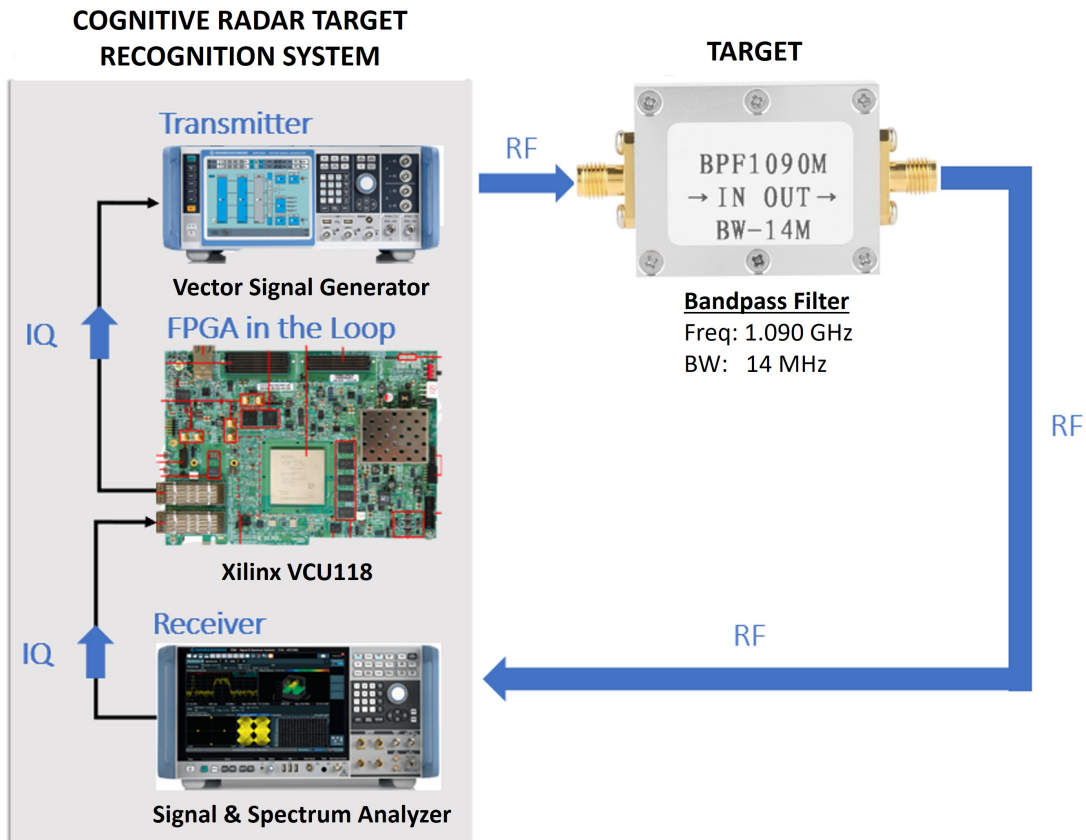 COGNITIVE RADAR TARGET
RECOGNITION SYSTEM
TARGET
Transmitter
RF
BPF1090M
→ IN OUT →
BW-14M
Vector Signal Generator
Bandpass Filter
Freq: 1.090 GHz
BW: 14 MHz
IQ
FPGA in the Loop
RF
Xilinx VCU118
Receiver
RF
IQ
Signal & Spectrum Analyzer